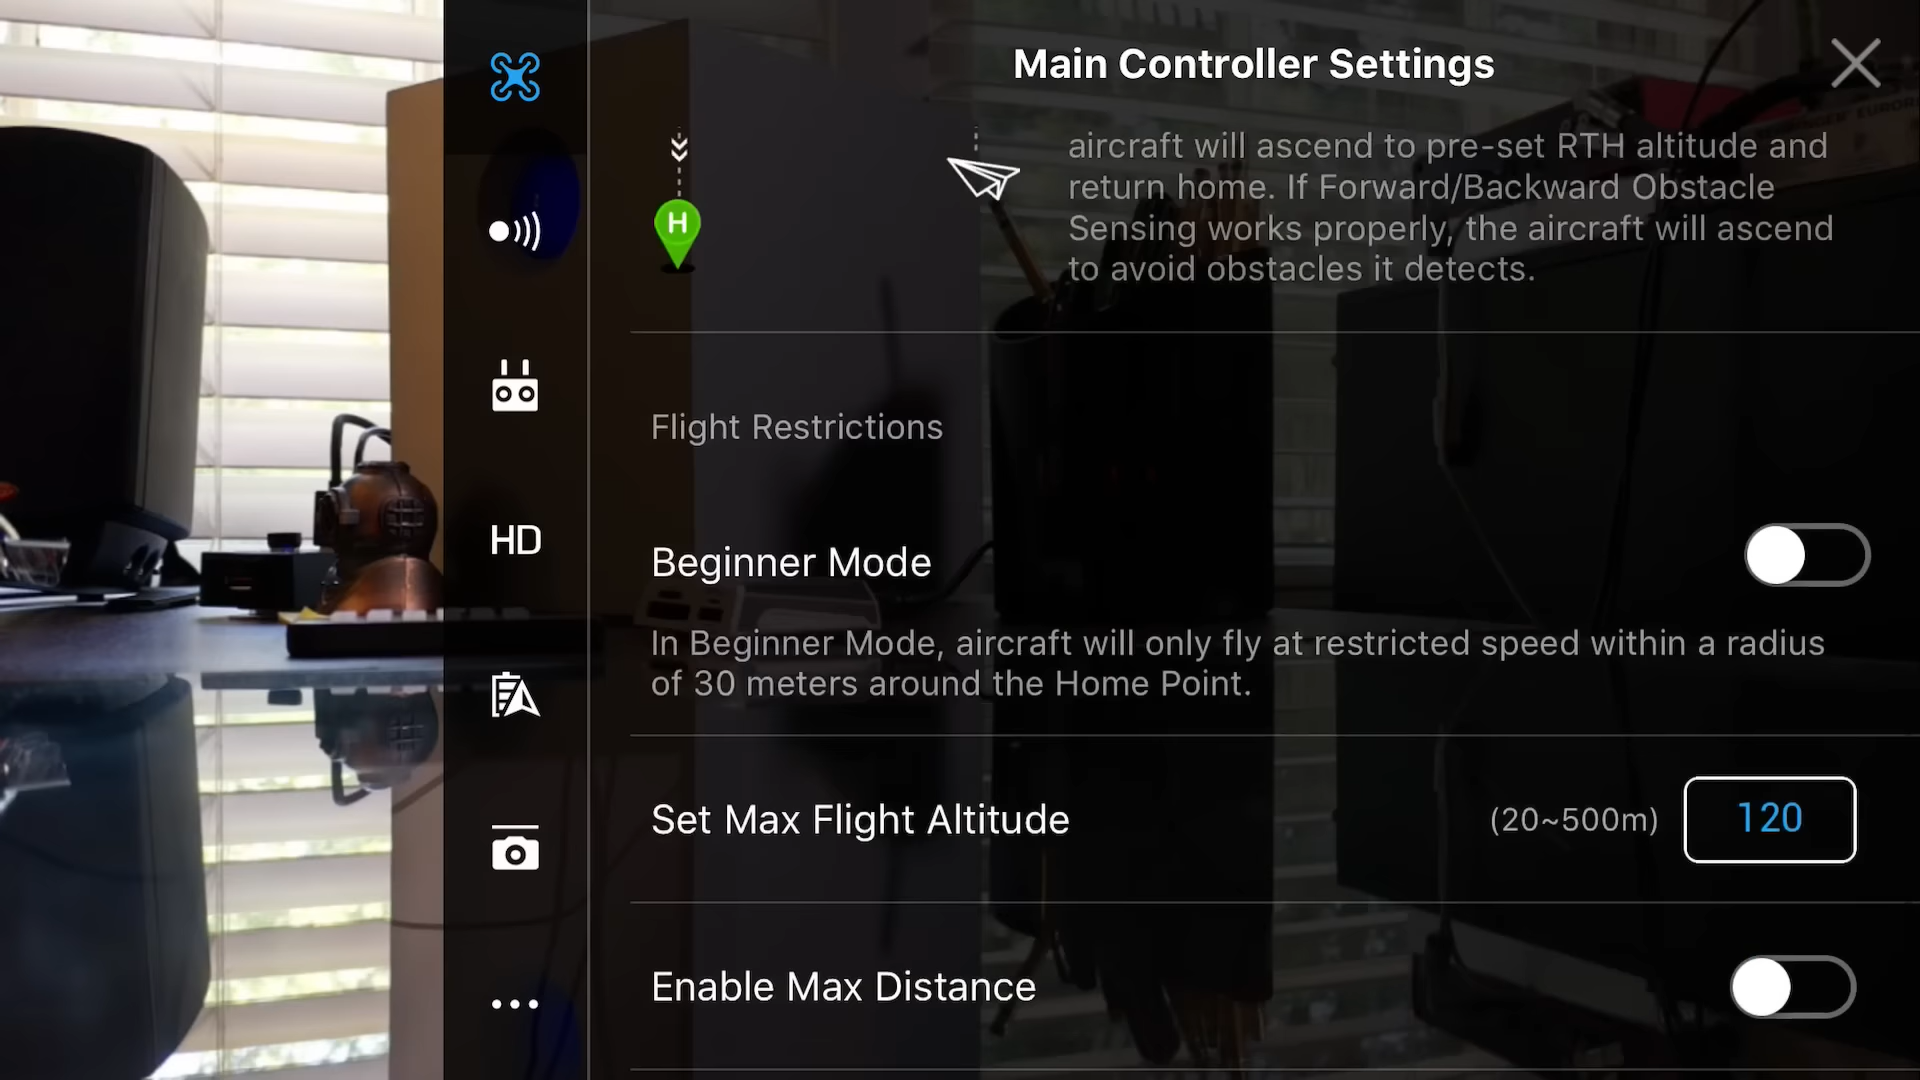 Main Controller Settings
aircraft will ascend to pre-set RTH altitude and
return home. If Forward/Backward Obstacle
Sensing works properly, the aircraft will ascend
to avoid obstacles it detects.
H
Flight Restrictions
HD
Beginner Mode
In Beginner Mode, aircraft will only fly at restricted speed within a radius
of 30 meters around the Home Point.
Set Max Flight Altitude (20~500m) 120
Enable Max Distance